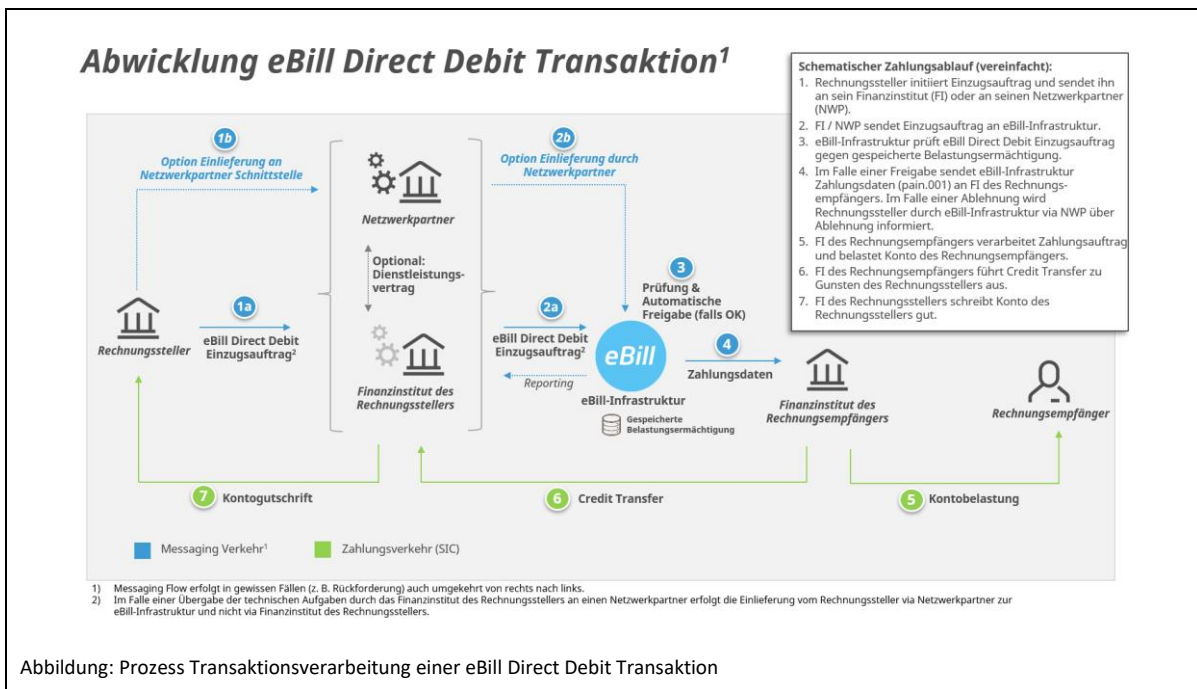 Abwicklung eBill Direct Debit Transaktion¹
Schematischer Zahlungsablauf (vereinfacht):
1. Rechnungssteller initiiert Einzugsauftrag und sendet ihn
an sein Finanzinstitut (FI) oder an seinen Netzwerkpartner
(NWP).
2. FI / NWP sendet Einzugsauftrag an eBill-Infrastruktur.
3. eBill-Infrastruktur prüft eBill Direct Debit Einzugsauftrag
gegen gespeicherte Belastungsermächtigung.
4. Im Falle einer Freigabe sendet eBill-Infrastruktur
Zahlungsdaten (pain.001) an FI des Rechnungs-
empfängers. Im Falle einer Ablehnung wird
Rechnungssteller durch eBill-Infrastruktur via NWP über
Ablehnung informiert.
5. FI des Rechnungsempfängers verarbeitet Zahlungsauftrag
und belastet Konto des Rechnungsempfängers.
6. FI des Rechnungsempfängers führt Credit Transfer zu
Gunsten des Rechnungsstellers aus.
7. FI des Rechnungsstellers schreibt Konto des
Rechnungsstellers gut.
1b
Option Einlieferung an
Netzwerkpartner Schnittstelle
2b
Option Einlieferung durch
Netzwerkpartner
Netzwerkpartner
Optional:
Dienstleistungs-
vertrag
3
Prüfung &
Automatische
Freigabe (falls OK)
Rechnungssteller
1a
eBill Direct Debit
Einzugsauftrag²
Finanzinstitut des
Rechnungsstellers
2a
eBill Direct Debit
Einzugsauftrag²
Reporting
eBill
eBill-Infrastruktur
Gespeicherte
Belastungsermächtigung
4
Zahlungsdaten
Finanzinstitut des
Rechnungsempfängers
Rechnungsempfänger
7 Kontogutschrift
6 Credit Transfer
5 Kontobelastung
Messaging Verkehr¹
Zahlungsverkehr (SIC)
1) Messaging Flow erfolgt in gewissen Fällen (z. B. Rückforderung) auch umgekehrt von rechts nach links.
2) Im Falle einer Übergabe der technischen Aufgaben durch das Finanzinstitut des Rechnungsstellers an einen Netzwerkpartner erfolgt die Einlieferung vom Rechnungssteller via Netzwerkpartner zur
eBill-Infrastruktur und nicht via Finanzinstitut des Rechnungsstellers.
Abbildung: Prozess Transaktionsverarbeitung einer eBill Direct Debit Transaktion